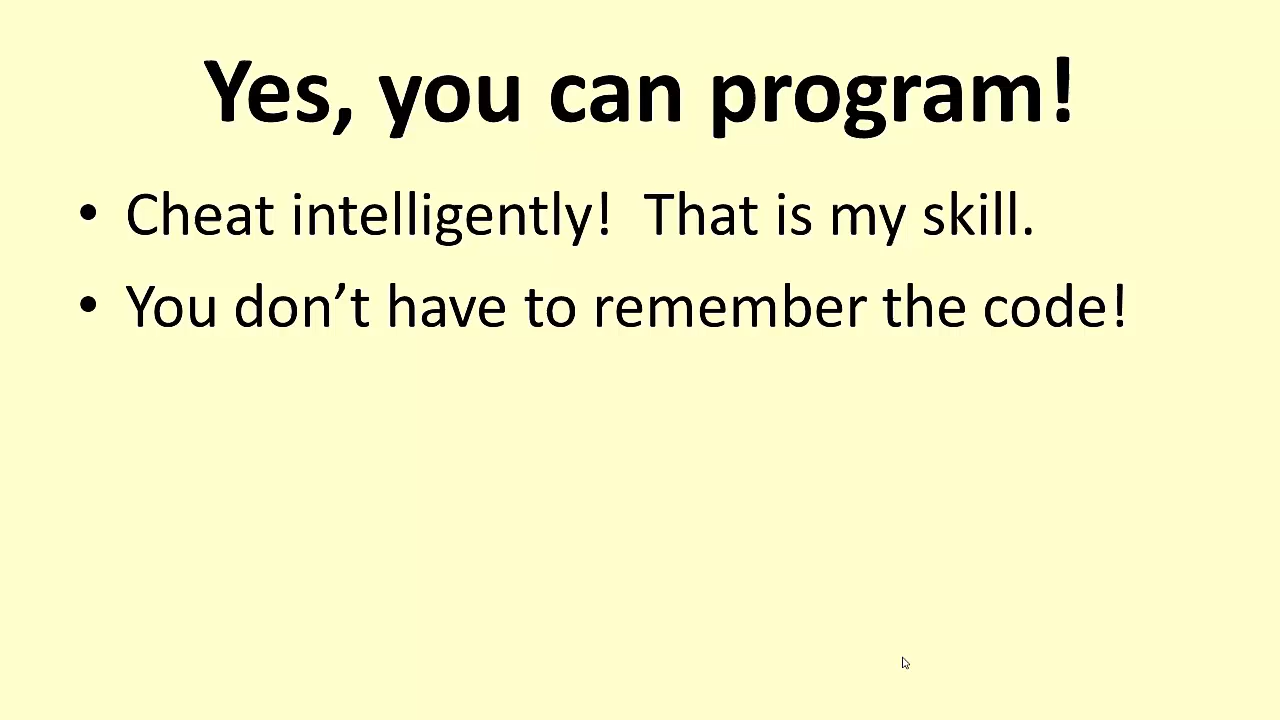 Yes, you can program!
• Cheat intelligently!  That is my skill.
• You don’t have to remember the code!